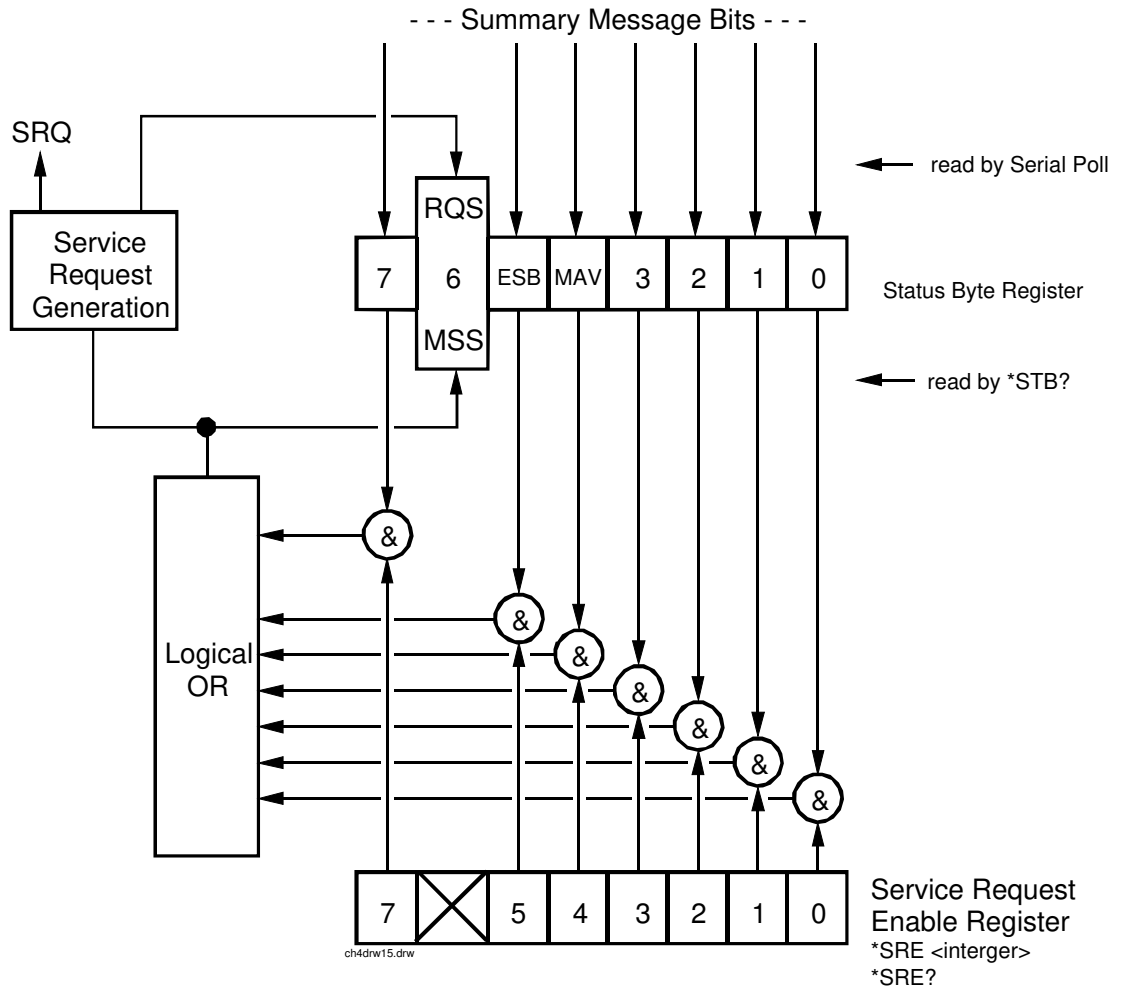 - - - Summary Message Bits - - -
SRQ
read by Serial Poll
Service
Request
Generation
RQS
7 6 ESB MAV 3 2 1 0
MSS
Status Byte Register
read by *STB?
&
&
&
&
&
&
&
Logical
OR
7 5 4 3 2 1 0
Service Request
Enable Register
*SRE <interger>
*SRE?
ch4drw15.drw